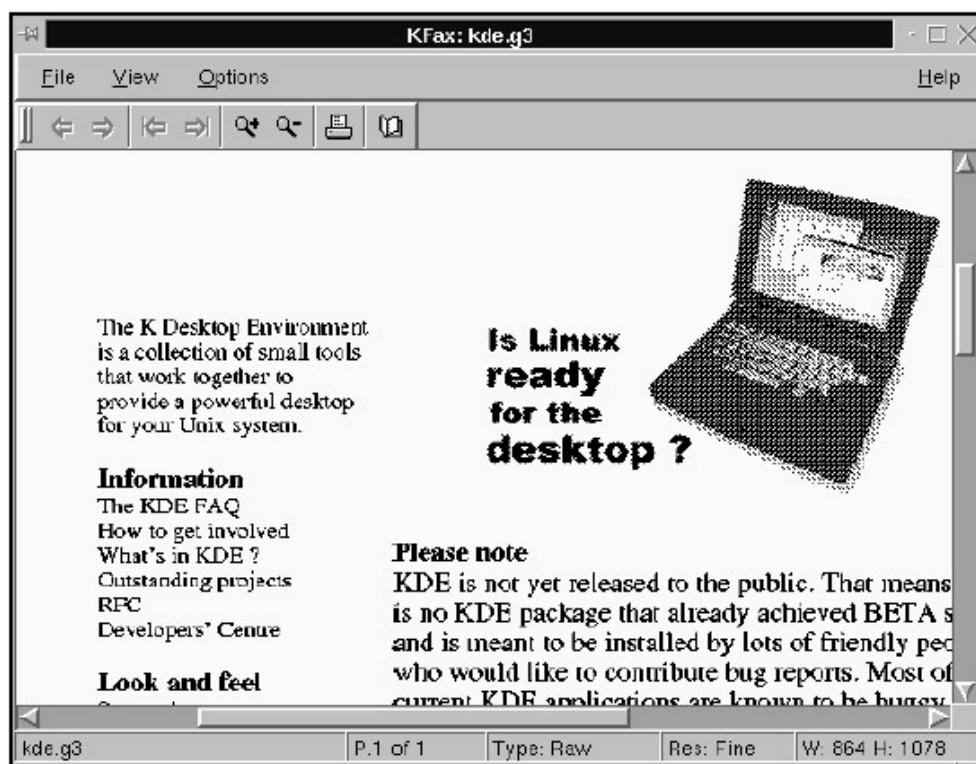 KFax: kde.g3
File View Options Help
The K Desktop Environment
is a collection of small tools
that work together to
provide a powerful desktop
for your Unix system.
Information
The KDE FAQ
How to get involved
What's in KDE ?
Outstanding projects
RFC
Developers' Centre
Look and feel
Is Linux
ready
for the
desktop ?
Please note
KDE is not yet released to the public. That means
is no KDE package that already achieved BETA s
and is meant to be installed by lots of friendly peo
who would like to contribute bug reports. Most of
current KDE applications are known to be buggy
kde.g3 P.1 of 1 Type: Raw Res: Fine W: 864 H: 1078